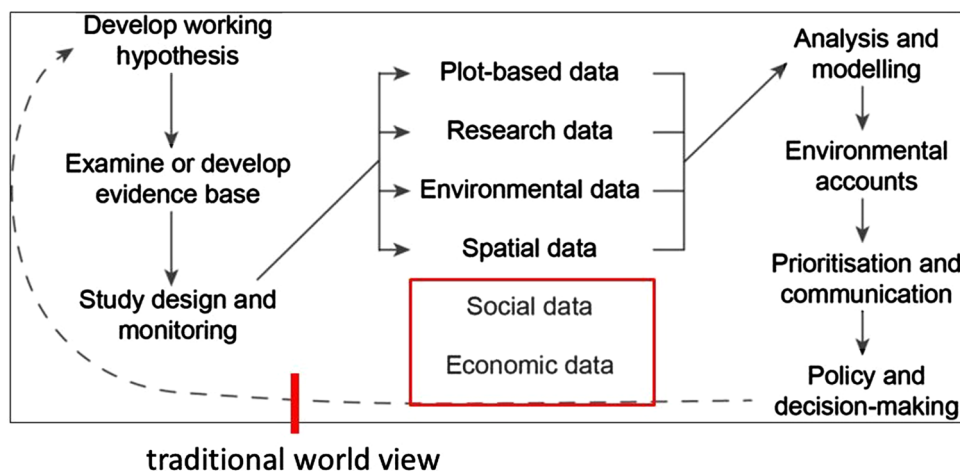 Develop working
hypothesis
Examine or develop
evidence base
Study design and
monitoring
Plot-based data
Research data
Environmental data
Spatial data
Social data
Economic data
Analysis and
modelling
Environmental
accounts
Prioritisation and
communication
Policy and
decision-making
traditional world view